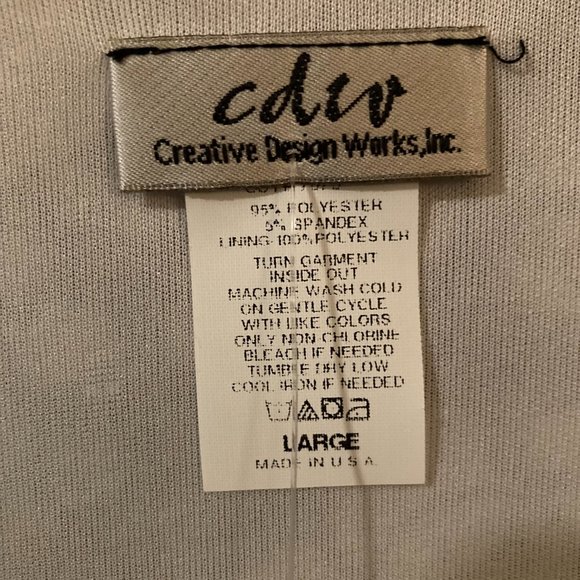 cdw
Creative Design Works,Inc.
95% POLYESTER
5% SPANDEX
LINING-100% POLYESTER
TURN GARMENT
INSIDE OUT
MACHINE WASH COLD
ON GENTLE CYCLE
WITH LIKE COLORS
ONLY NON-CHLORINE
BLEACH IF NEEDED
TUMBLE DRY LOW
COOL IRON IF NEEDED
LARGE
MADE IN U.S.A.